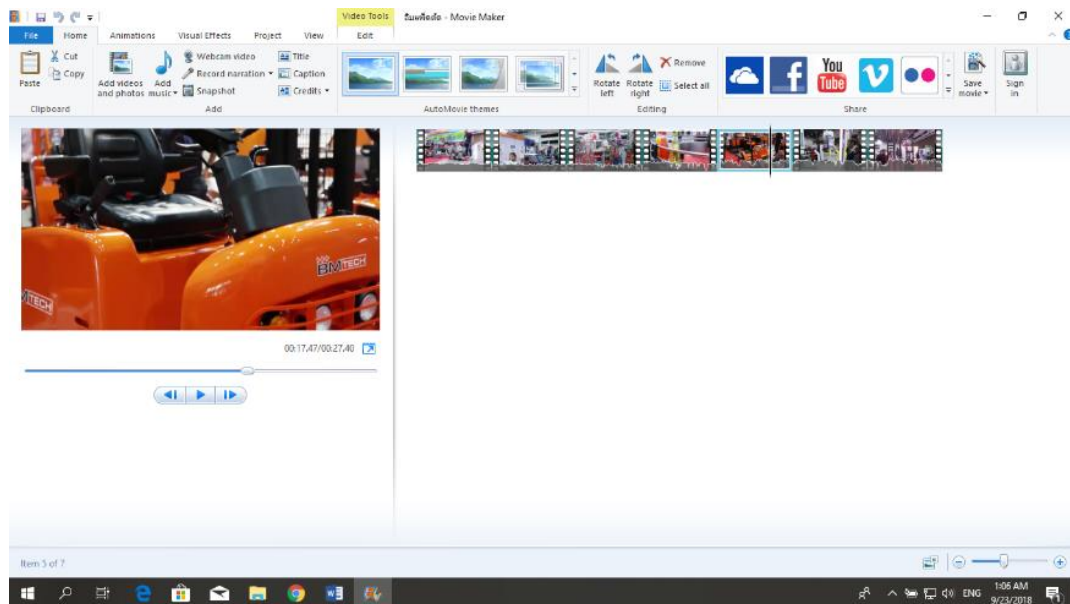 Video Tools
- Movie Maker
File Home Animations Visual Effects Project View Edit
Paste
Cut
Copy
Clipboard
Add videos and photos
Add music
Webcam video
Record narration
Snapshot
Title
Caption
Credits
Add
AutoMovie themes
Rotate left
Rotate right
Remove
Select all
Editing
f
You
Tube
Share
Save movie
Sign in
BMTECH
MTECH
00:17.47/00:27.40
Item 5 of 7
ENG
1:06 AM
9/23/2018